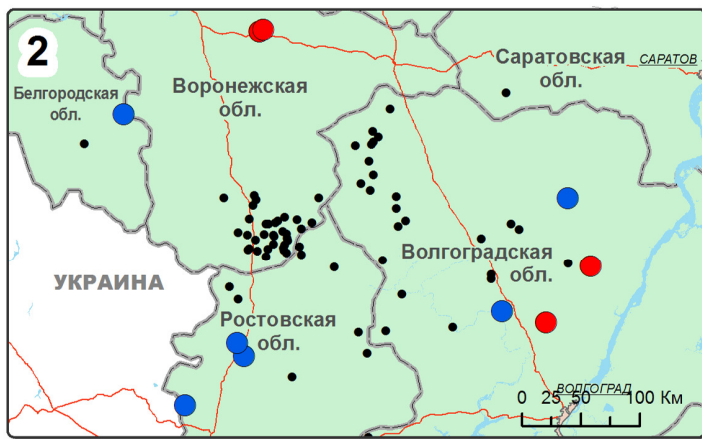 2
Саратовская
обл.
САРАТОВ
Белгородская
обл.
Воронежская
обл.
Волгоградская
обл.
УКРАИНА
Ростовская
обл.
ВОЛГОГРАД
0 25 50 100 Км